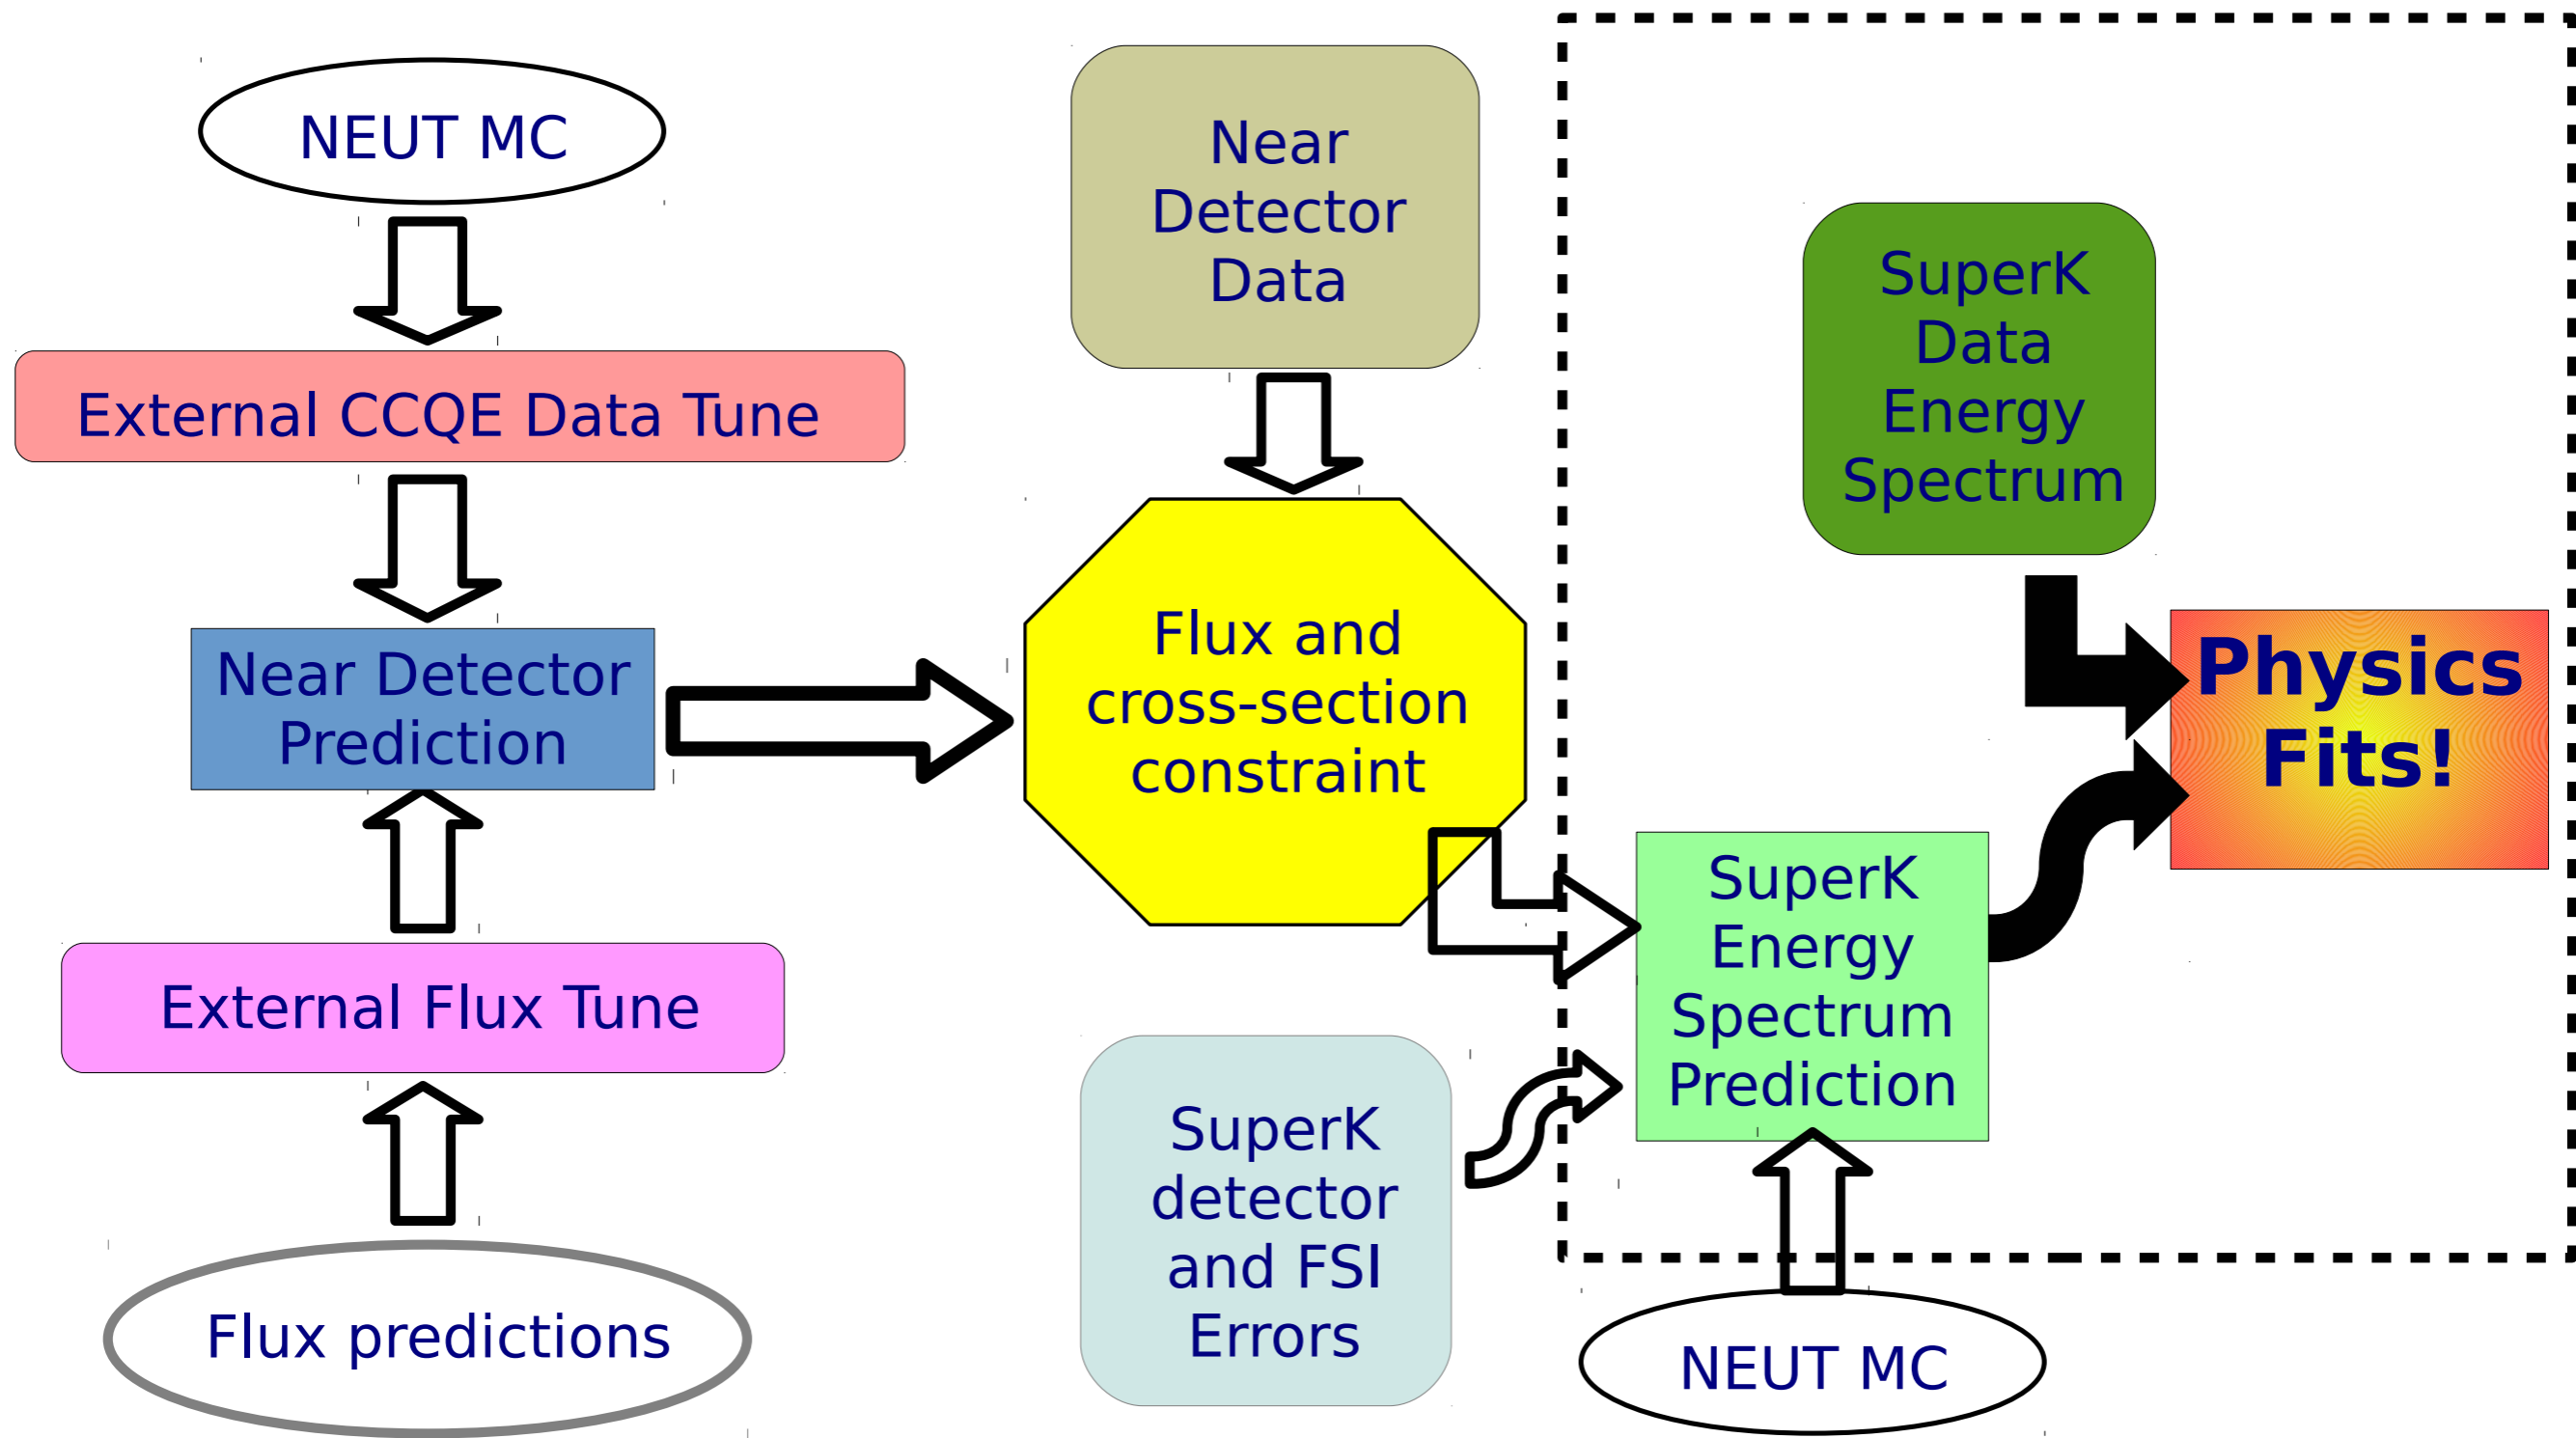 NEUT MC
External CCQE Data Tune
Near Detector
Prediction
External Flux Tune
Flux predictions
Near
Detector
Data
Flux and
cross-section
constraint
SuperK
detector
and FSI
Errors
SuperK
Data
Energy
Spectrum
Physics
Fits!
SuperK
Energy
Spectrum
Prediction
NEUT MC